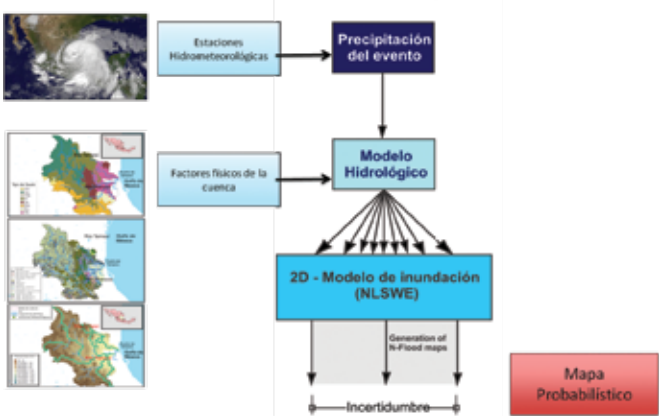 Estaciones
Hidrometeorológicas
Precipitación
del evento
Factores físicos de la
cuenca
Modelo
Hidrológico
2D - Modelo de inundación
(NLSWE)
Generation of
N-Flood maps
Incertidumbre
Mapa
Probabilístico